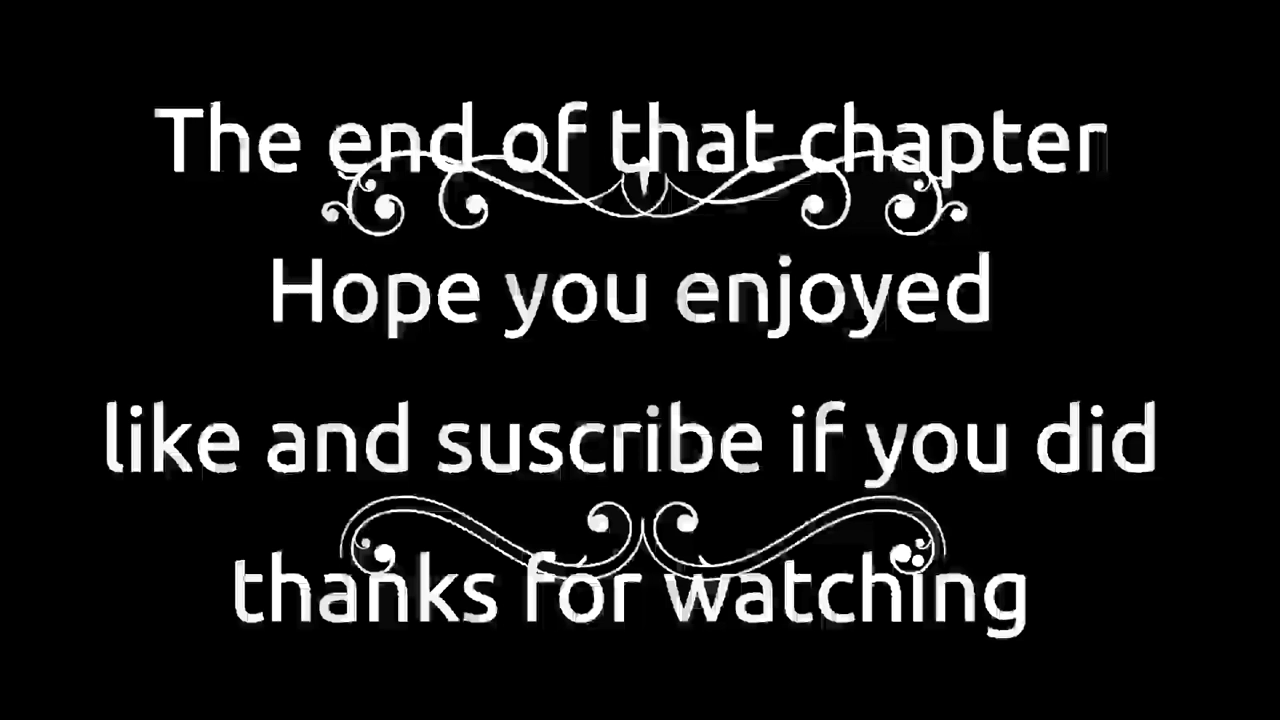 The end of that chapter
Hope you enjoyed
like and suscribe if you did
thanks for watching